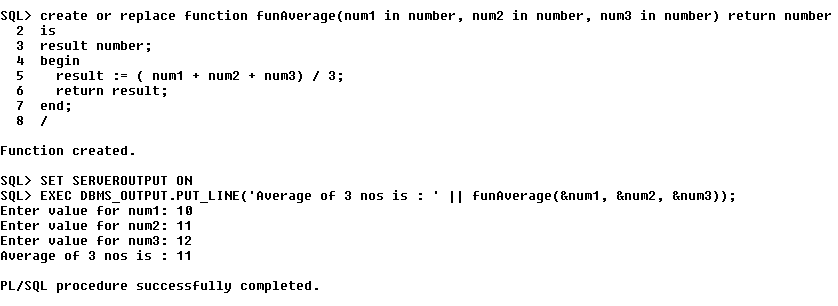 SQL> create or replace function funAverage(num1 in number, num2 in number, num3 in number) return number
2 is
3 result number;
4 begin
5 result := ( num1 + num2 + num3) / 3;
6 return result;
7 end;
8 /
Function created.
SQL> SET SERVEROUTPUT ON
SQL> EXEC DBMS_OUTPUT.PUT_LINE('Average of 3 nos is : ' || funAverage(&num1, &num2, &num3));
Enter value for num1: 10
Enter value for num2: 11
Enter value for num3: 12
Average of 3 nos is : 11
PL/SQL procedure successfully completed.